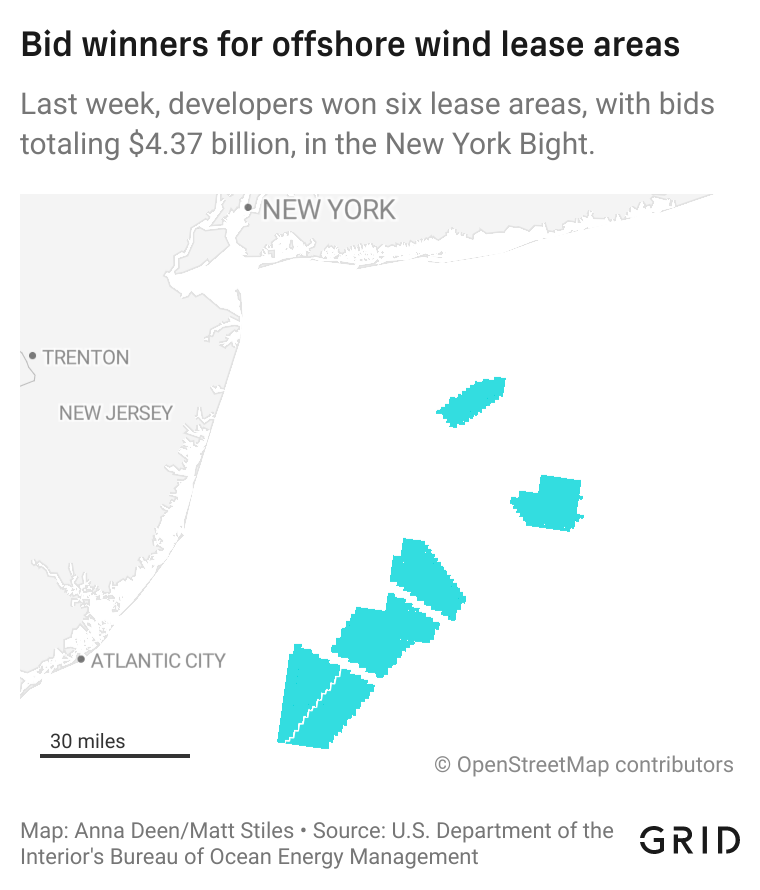 Bid winners for offshore wind lease areas
Last week, developers won six lease areas, with bids
totaling $4.37 billion, in the New York Bight.
NEW YORK
TRENTON
NEW JERSEY
ATLANTIC CITY
30 miles
© OpenStreetMap contributors
Map: Anna Deen/Matt Stiles • Source: U.S. Department of the
Interior's Bureau of Ocean Energy Management
GRID